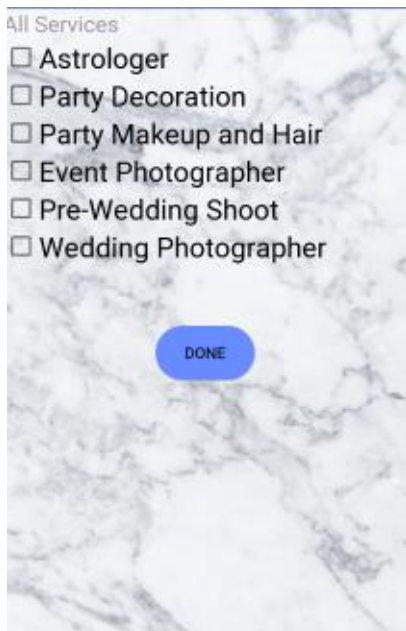 All Services
Astrologer
Party Decoration
Party Makeup and Hair
Event Photographer
Pre-Wedding Shoot
Wedding Photographer
DONE